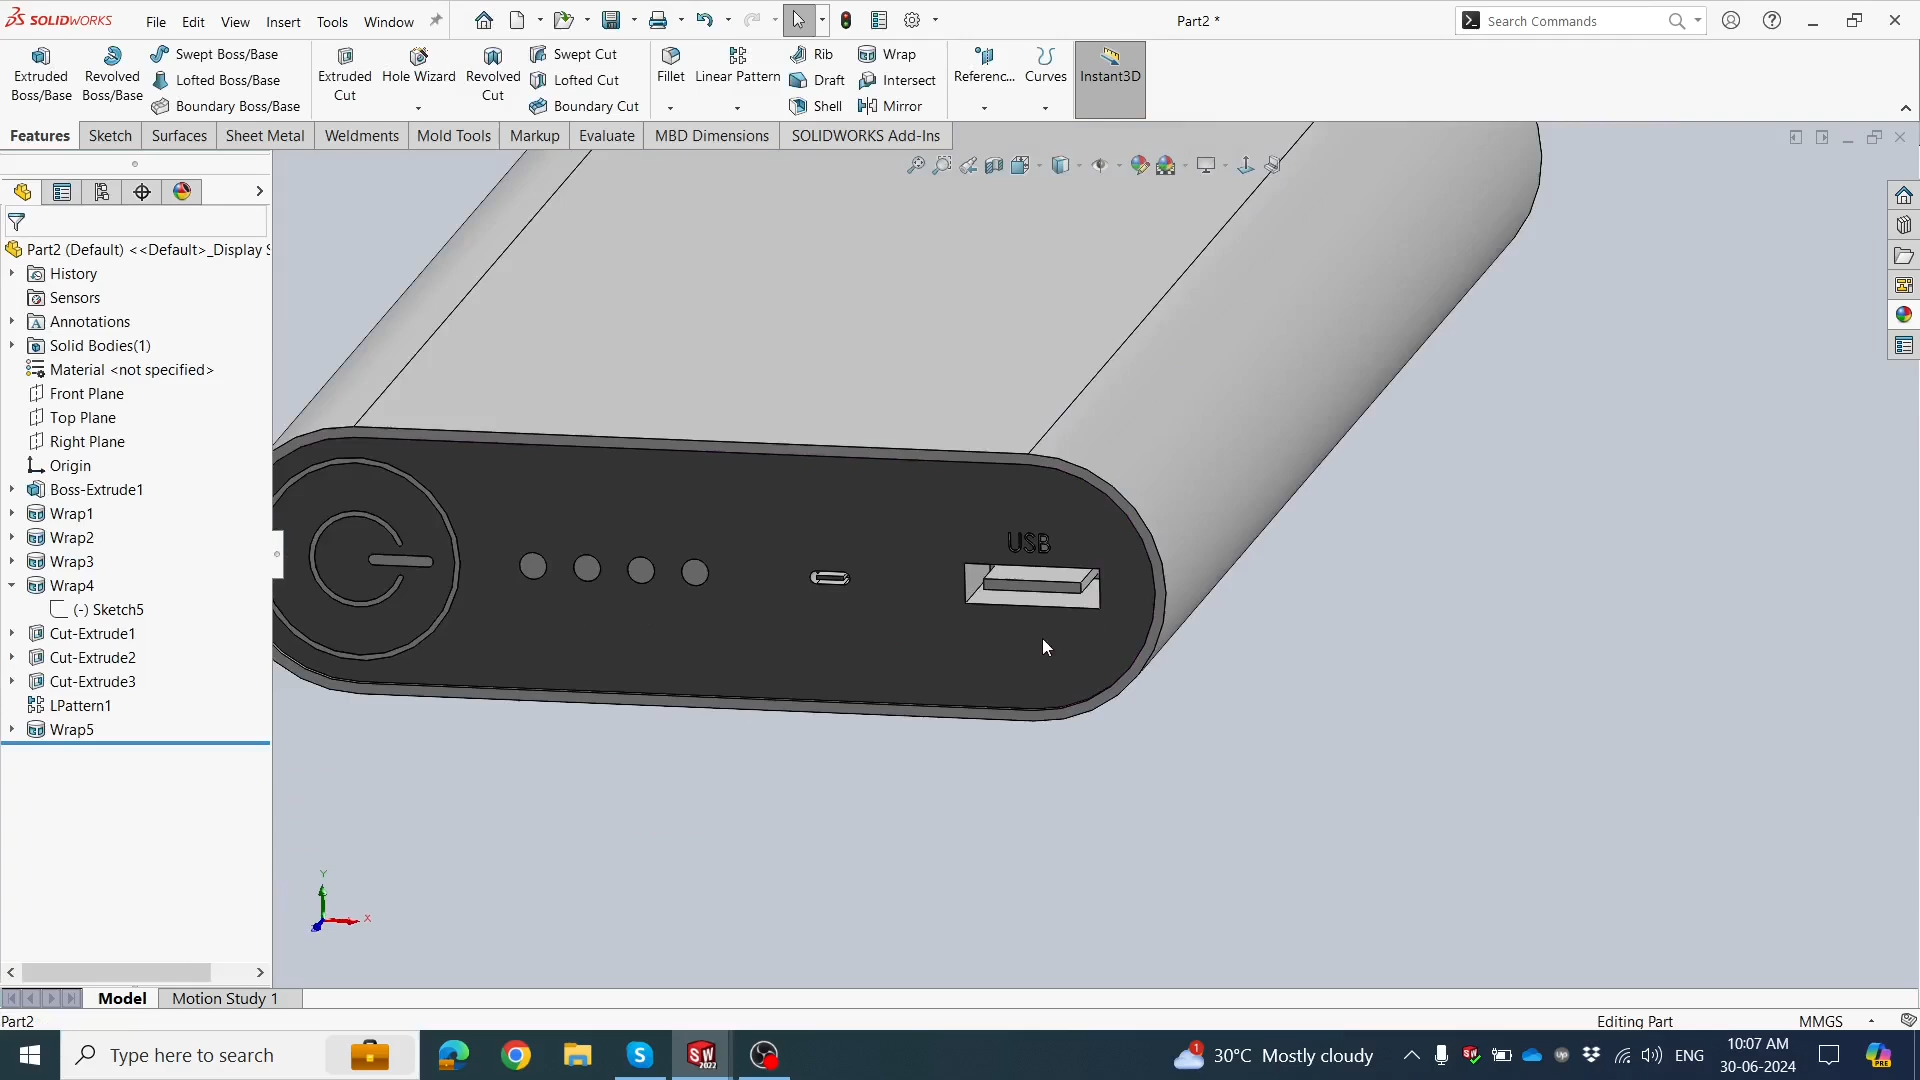 SOLIDWORKS File Edit View Insert Tools Window Part2 * Search Commands
Extruded Boss/Base
Revolved Boss/Base
Swept Boss/Base
Lofted Boss/Base
Boundary Boss/Base
Extruded Cut
Hole Wizard
Revolved Cut
Swept Cut
Lofted Cut
Boundary Cut
Fillet
Linear Pattern
Rib
Draft
Shell
Wrap
Intersect
Mirror
Referenc...
Curves
Instant3D
Features Sketch Surfaces Sheet Metal Weldments Mold Tools Markup Evaluate MBD Dimensions SOLIDWORKS Add-Ins
Part2 (Default) <<Default>_Display S
History
Sensors
Annotations
Solid Bodies(1)
Material <not specified>
Front Plane
Top Plane
Right Plane
Origin
Boss-Extrude1
Wrap1
Wrap2
Wrap3
Wrap4
(-) Sketch5
Cut-Extrude1
Cut-Extrude2
Cut-Extrude3
LPattern1
Wrap5
USB
Y
X
Model Motion Study 1
Part2 Editing Part MMGS
Type here to search
SW 2022
1
30°C Mostly cloudy
ENG
10:07 AM
30-06-2024
PRE